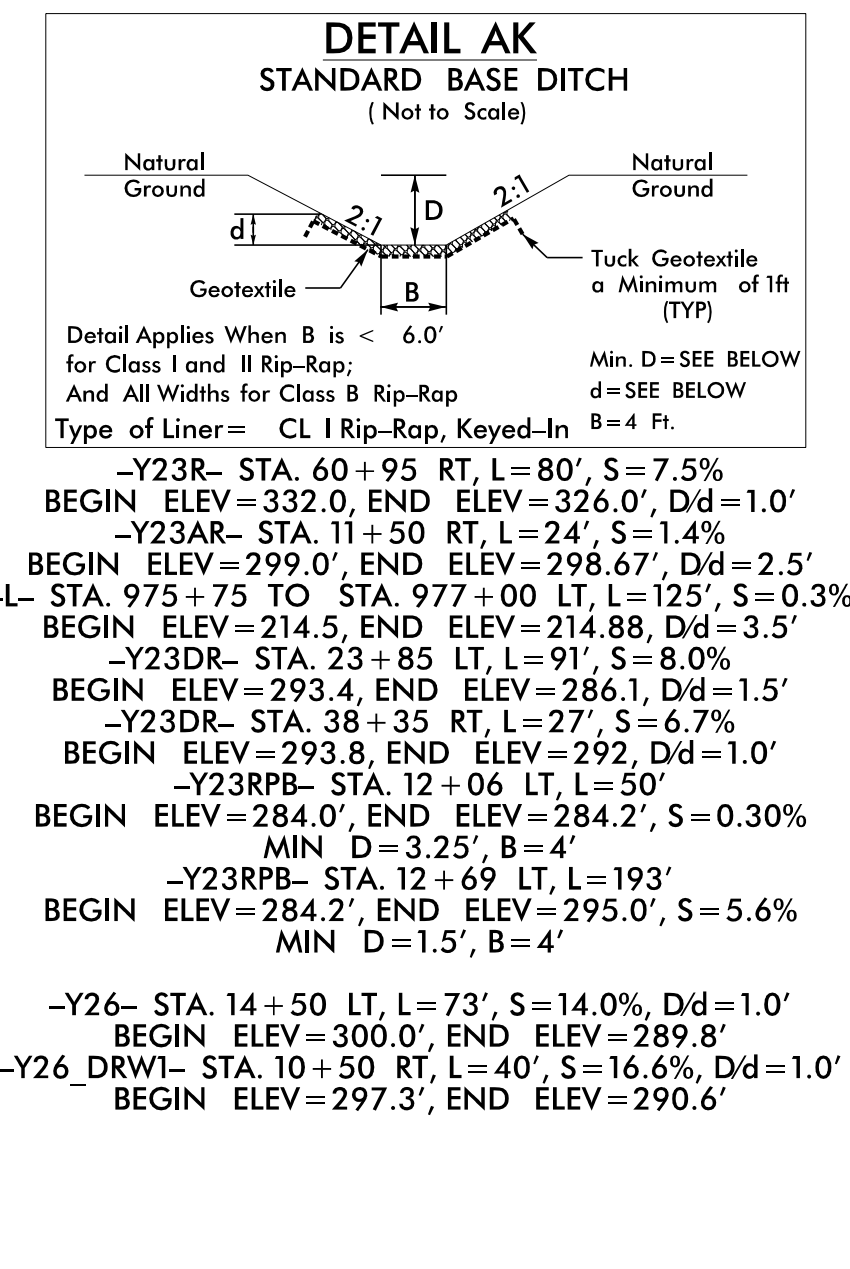 DETAIL AK
STANDARD BASE DITCH
( Not to Scale)
Natural
Ground
Natural
Ground
2:1
D
2:1
d
Geotextile
B
Tuck Geotextile
a Minimum of 1ft
(TYP)
Detail Applies When B is < 6.0'
for Class I and II Rip–Rap;
And All Widths for Class B Rip–Rap
Min. D=SEE BELOW
d=SEE BELOW
B=4 Ft.
Type of Liner= CL I Rip–Rap, Keyed–In
–Y23R– STA. 60+95 RT, L=80', S=7.5%
BEGIN ELEV=332.0, END ELEV=326.0', D/d=1.0'
–Y23AR– STA. 11+50 RT, L=24', S=1.4%
BEGIN ELEV=299.0', END ELEV=298.67', D/d=2.5'
–L– STA. 975+75 TO STA. 977+00 LT, L=125', S=0.3%
BEGIN ELEV=214.5, END ELEV=214.88, D/d=3.5'
–Y23DR– STA. 23+85 LT, L=91', S=8.0%
BEGIN ELEV=293.4, END ELEV=286.1, D/d=1.5'
–Y23DR– STA. 38+35 RT, L=27', S=6.7%
BEGIN ELEV=293.8, END ELEV=292, D/d=1.0'
–Y23RPB– STA. 12+06 LT, L=50'
BEGIN ELEV=284.0', END ELEV=284.2', S=0.30%
MIN D=3.25', B=4'
–Y23RPB– STA. 12+69 LT, L=193'
BEGIN ELEV=284.2', END ELEV=295.0', S=5.6%
MIN D=1.5', B=4'
–Y26– STA. 14+50 LT, L=73', S=14.0%, D/d=1.0'
BEGIN ELEV=300.0', END ELEV=289.8'
–Y26_DRW1– STA. 10+50 RT, L=40', S=16.6%, D/d=1.0'
BEGIN ELEV=297.3', END ELEV=290.6'